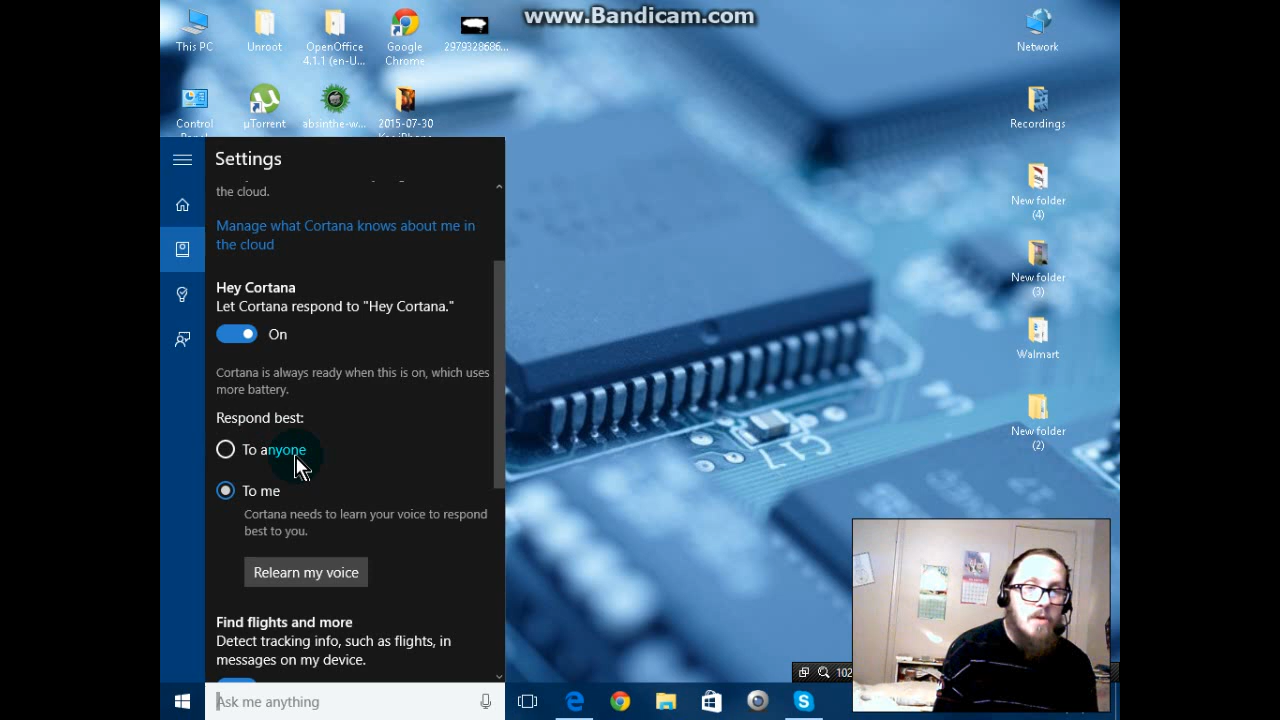 www.Bandicam.com
This PC
Unroot
OpenOffice
4.1.1 (en-U...
Google
Chrome
2979328686...
Network
Control
µTorrent
absinthe-w...
2015-07-30
Recordings
Settings
the cloud.
Manage what Cortana knows about me in
the cloud
New folder
(4)
Hey Cortana
Let Cortana respond to "Hey Cortana."
On
New folder
(3)
Cortana is always ready when this is on, which uses
more battery.
Walmart
Respond best:
To anyone
New folder
(2)
To me
Cortana needs to learn your voice to respond
best to you.
Relearn my voice
Find flights and more
Detect tracking info, such as flights, in
messages on my device.
Ask me anything
C17
102